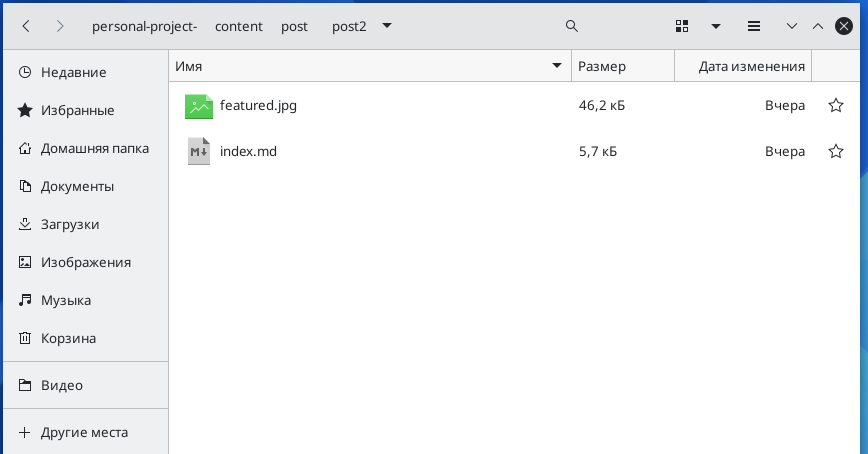 personal-project- content post post2
Недавние
Избранные
Домашняя папка
Документы
Загрузки
Изображения
Музыка
Корзина
Видео
Другие места
Имя Размер Дата изменения
featured.jpg 46,2 кБ Вчера
index.md 5,7 кБ Вчера